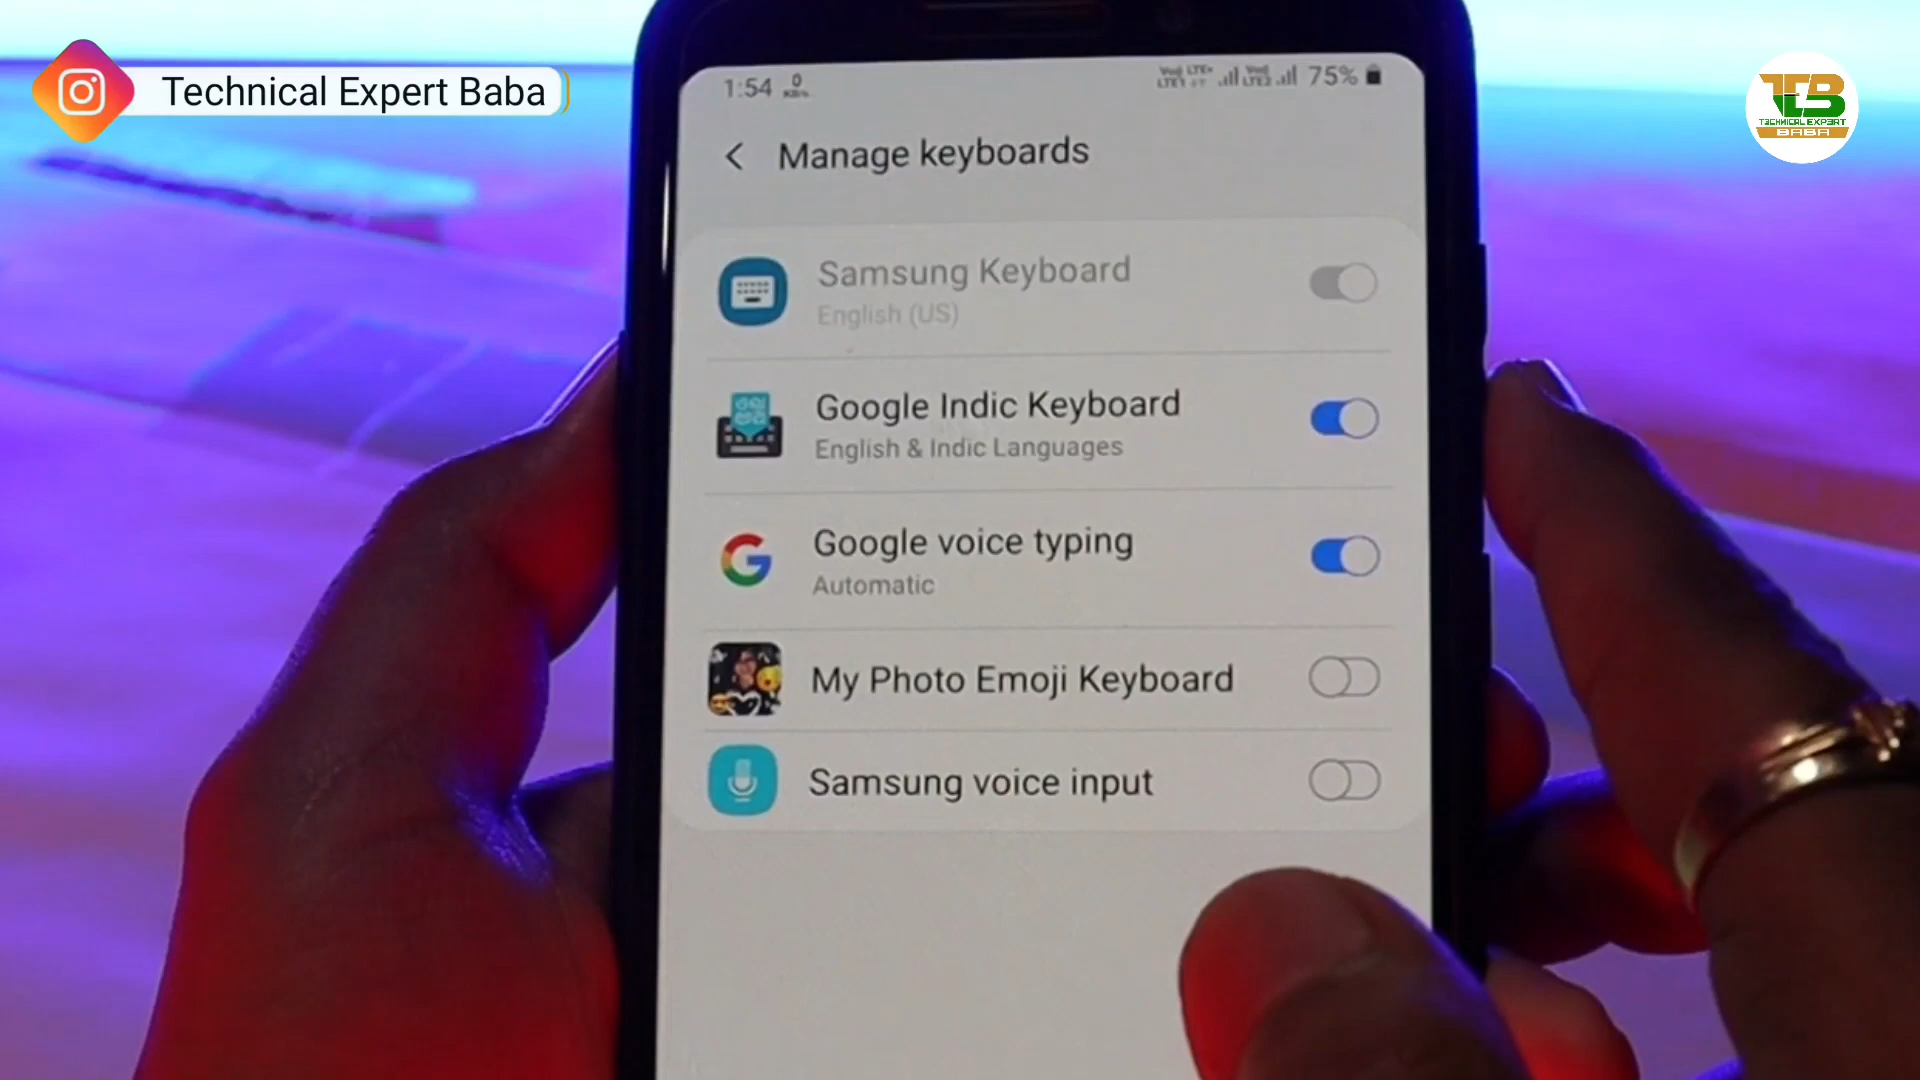 Technical Expert Baba
1:54
75%
TEB
TECHNICAL EXPERT
BABA
Manage keyboards
Samsung Keyboard
English (US)
Google Indic Keyboard
English & Indic Languages
Google voice typing
Automatic
My Photo Emoji Keyboard
Samsung voice input